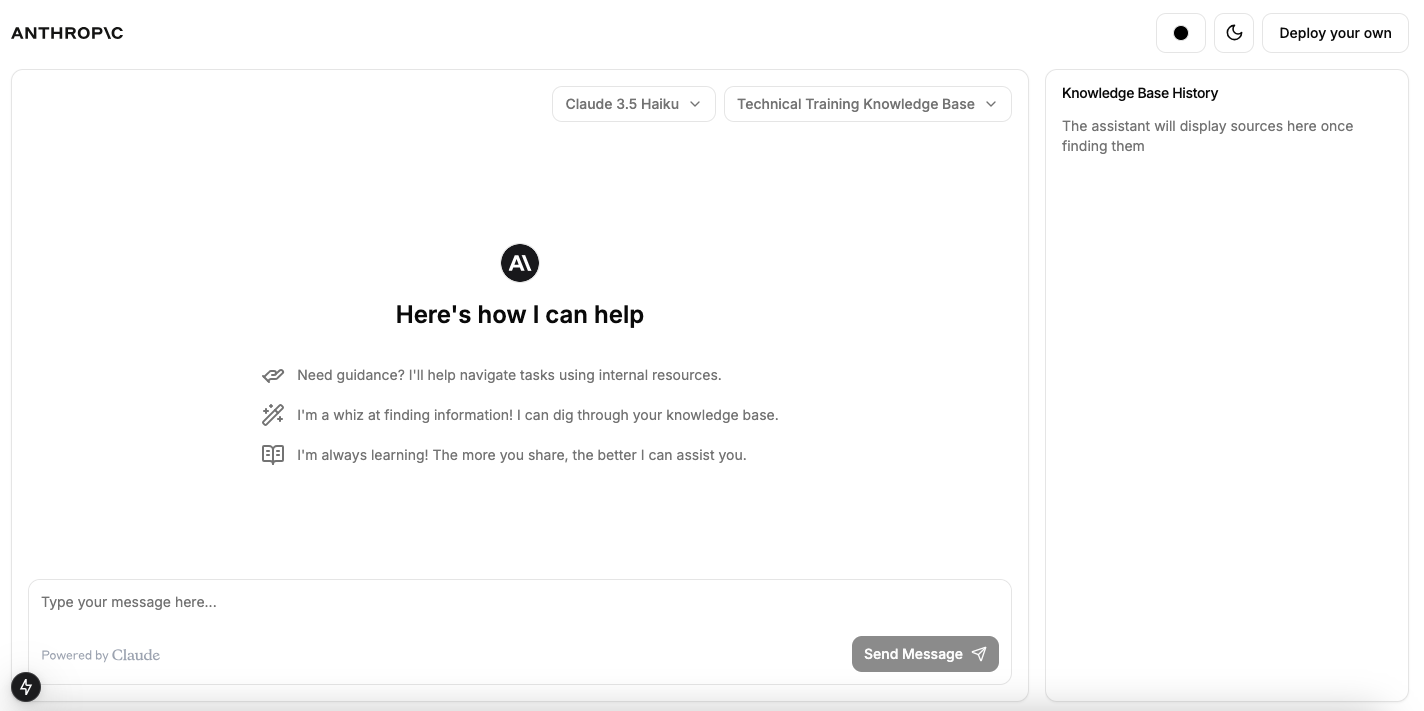 ANTHROP\C
Deploy your own
Claude 3.5 Haiku
Technical Training Knowledge Base
Knowledge Base History
The assistant will display sources here once
finding them
A\
Here's how I can help
Need guidance? I'll help navigate tasks using internal resources.
I'm a whiz at finding information! I can dig through your knowledge base.
I'm always learning! The more you share, the better I can assist you.
Type your message here...
Powered by Claude
Send Message